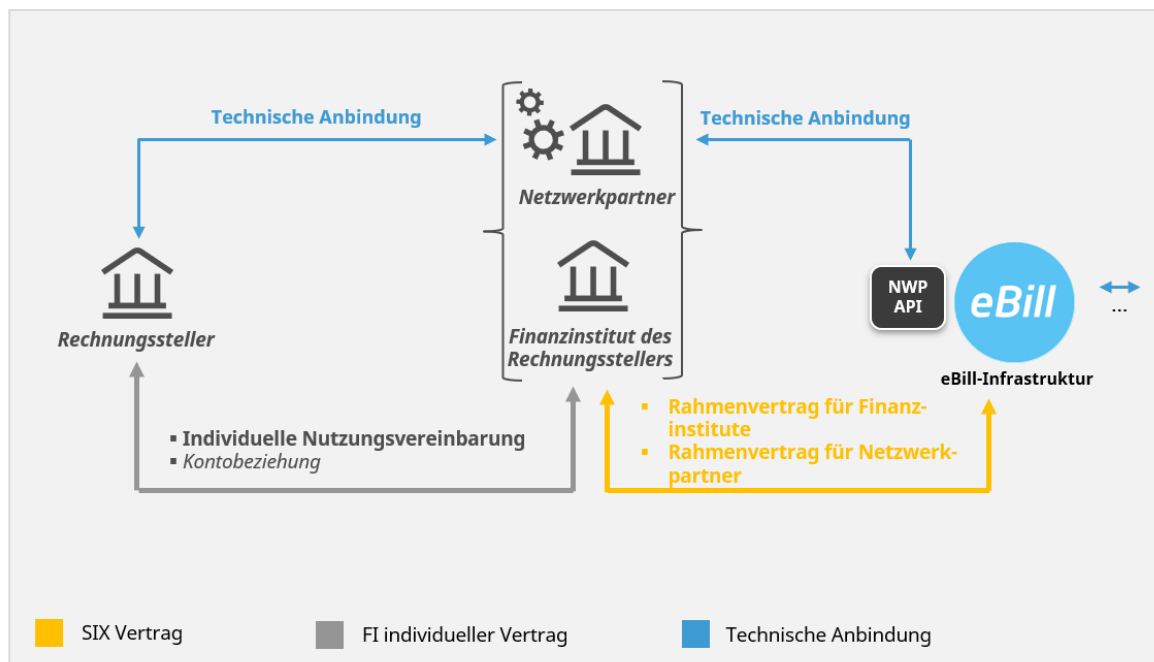 Technische Anbindung
Technische Anbindung
Netzwerkpartner
Rechnungssteller
Finanzinstitut des
Rechnungsstellers
NWP
API
eBill
...
eBill-Infrastruktur
▪ Individuelle Nutzungsvereinbarung
▪ Kontobeziehung
▪ Rahmenvertrag für Finanz-
institute
▪ Rahmenvertrag für Netzwerk-
partner
SIX Vertrag
FI individueller Vertrag
Technische Anbindung